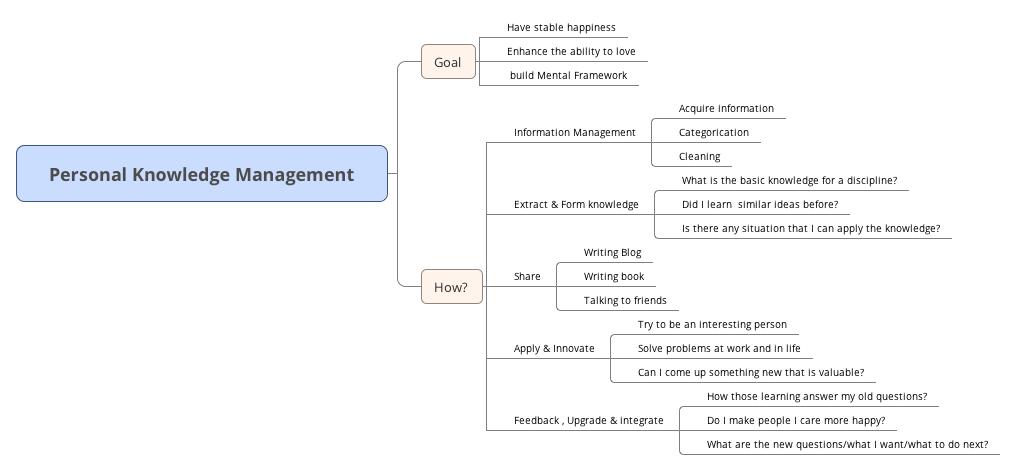 Personal Knowledge Management
Goal
Have stable happiness
Enhance the ability to love
build Mental Framework
How?
Information Management
Acquire information
Categorication
Cleaning
Extract & Form knowledge
What is the basic knowledge for a discipline?
Did I learn  similar ideas before?
Is there any situation that I can apply the knowledge?
Share
Writing Blog
Writing book
Talking to friends
Apply & Innovate
Try to be an interesting person
Solve problems at work and in life
Can I come up something new that is valuable?
Feedback , Upgrade & integrate
How those learning answer my old questions?
Do I make people I care more happy?
What are the new questions/what I want/what to do next?